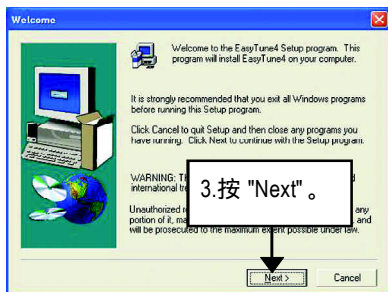 Welcome
Welcome to the EasyTune4 Setup program. This
program will install EasyTune4 on your computer.
It is strongly recommended that you exit all Windows programs
before running this Setup program.
Click Cancel to quit Setup and then close any programs you
have running. Click Next to continue with the Setup program.
WARNING:
international
3.按 "Next"。
Unauthorized any
portion of it, and
will be prosecuted to the maximum extent possible under law.
Next >
Cancel